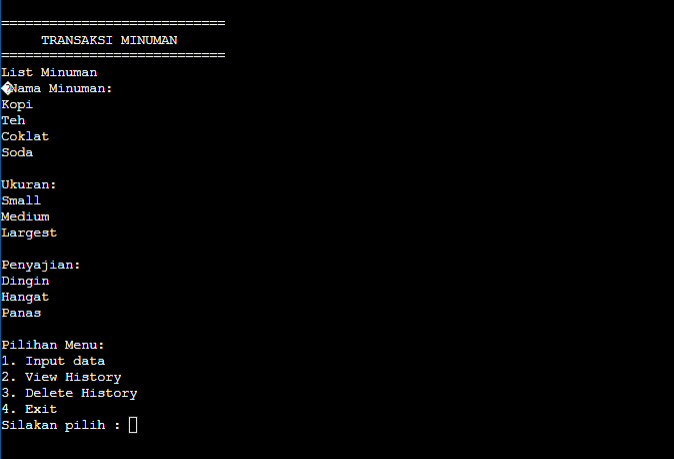 ============================
TRANSAKSI MINUMAN
============================
List Minuman
�Nama Minuman:
Kopi
Teh
Coklat
Soda
Ukuran:
Small
Medium
Largest
Penyajian:
Dingin
Hangat
Panas
Pilihan Menu:
1. Input data
2. View History
3. Delete History
4. Exit
Silakan pilih :